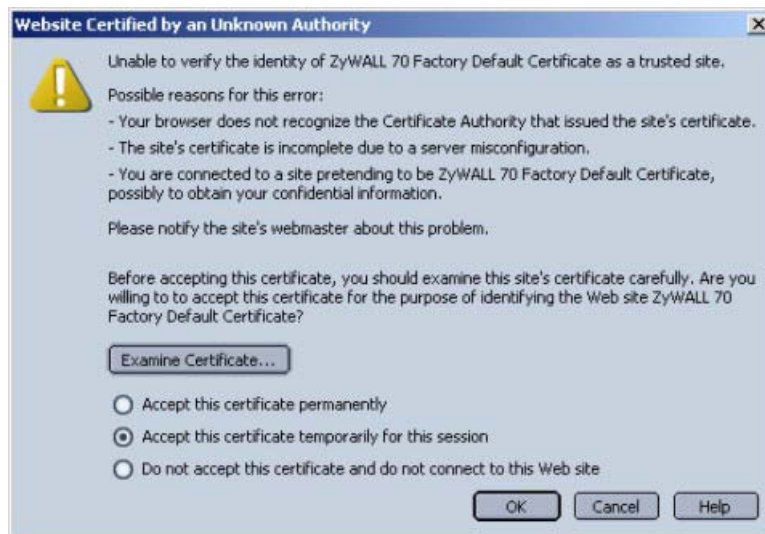 Website Certified by an Unknown Authority
Unable to verify the identity of ZyWALL 70 Factory Default Certificate as a trusted site.
Possible reasons for this error:
- Your browser does not recognize the Certificate Authority that issued the site's certificate.
- The site's certificate is incomplete due to a server misconfiguration.
- You are connected to a site pretending to be ZyWALL 70 Factory Default Certificate,
possibly to obtain your confidential information.
Please notify the site's webmaster about this problem.
Before accepting this certificate, you should examine this site's certificate carefully. Are you
willing to to accept this certificate for the purpose of identifying the Web site ZyWALL 70
Factory Default Certificate?
Examine Certificate...
Accept this certificate permanently
Accept this certificate temporarily for this session
Do not accept this certificate and do not connect to this Web site
OK Cancel Help